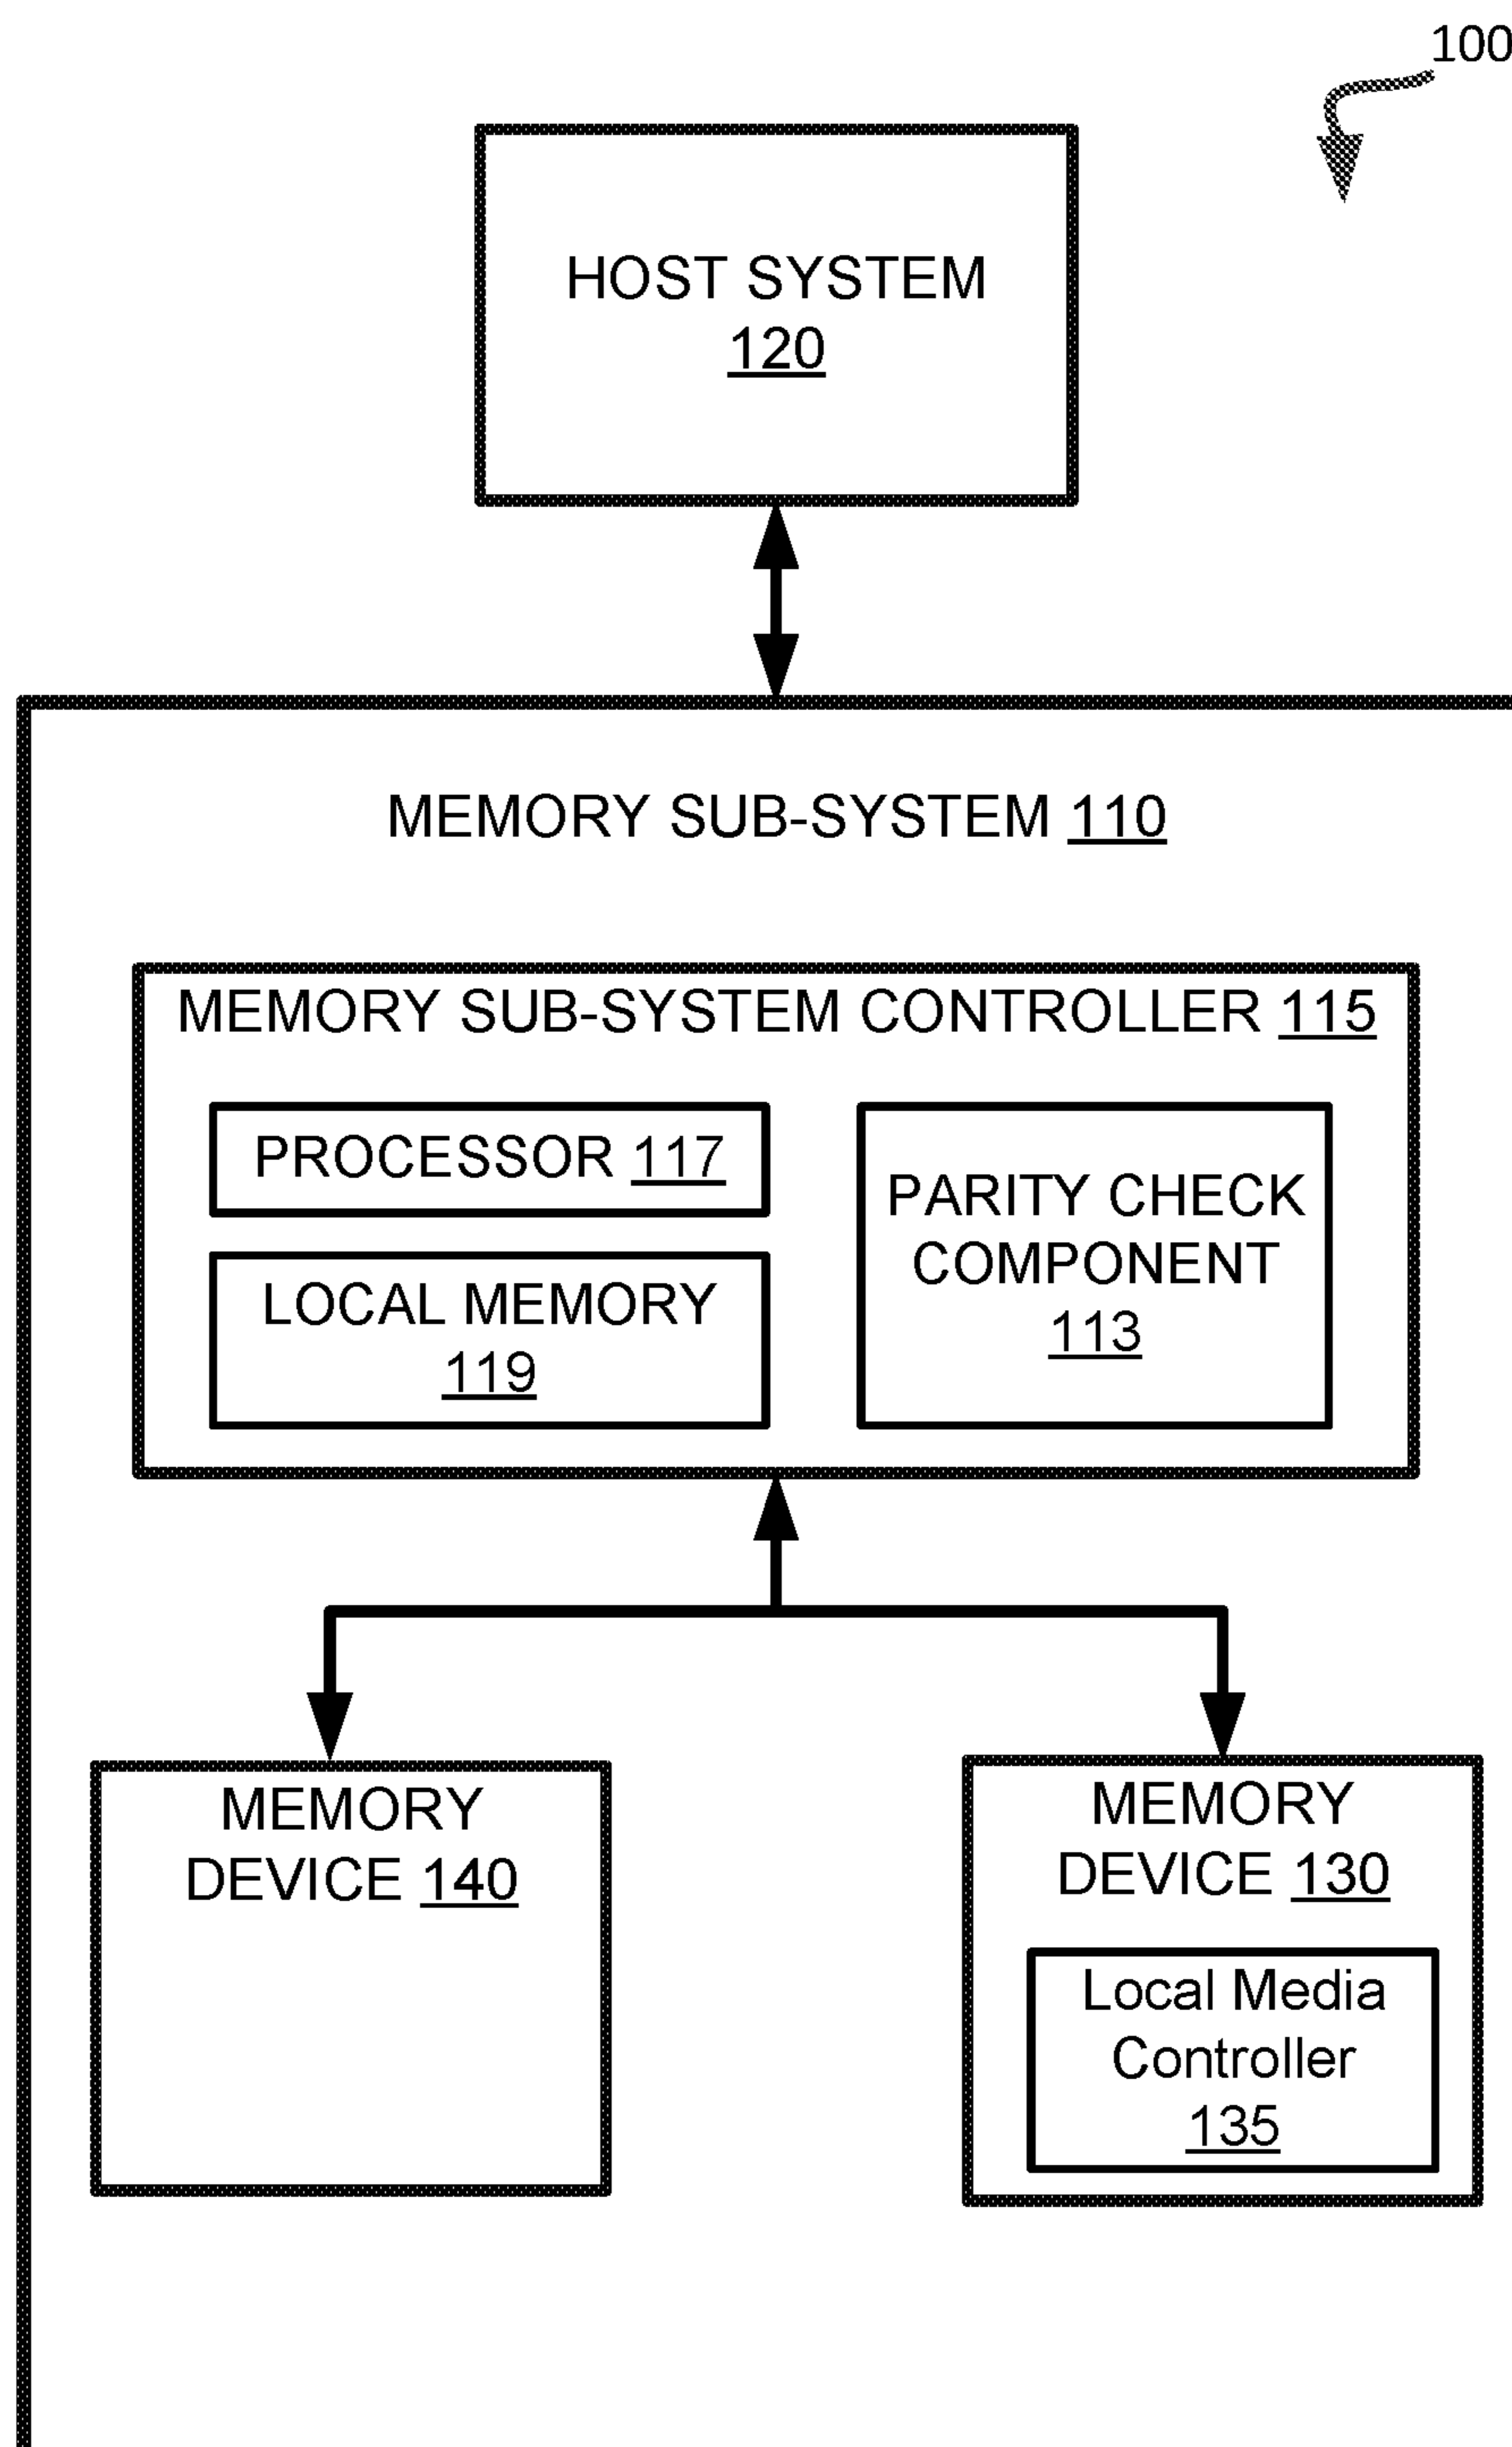 100
HOST SYSTEM
120
MEMORY SUB-SYSTEM 110
MEMORY SUB-SYSTEM CONTROLLER 115
PROCESSOR 117
LOCAL MEMORY
119
PARITY CHECK
COMPONENT
113
MEMORY
DEVICE 140
MEMORY
DEVICE 130
Local Media
Controller
135